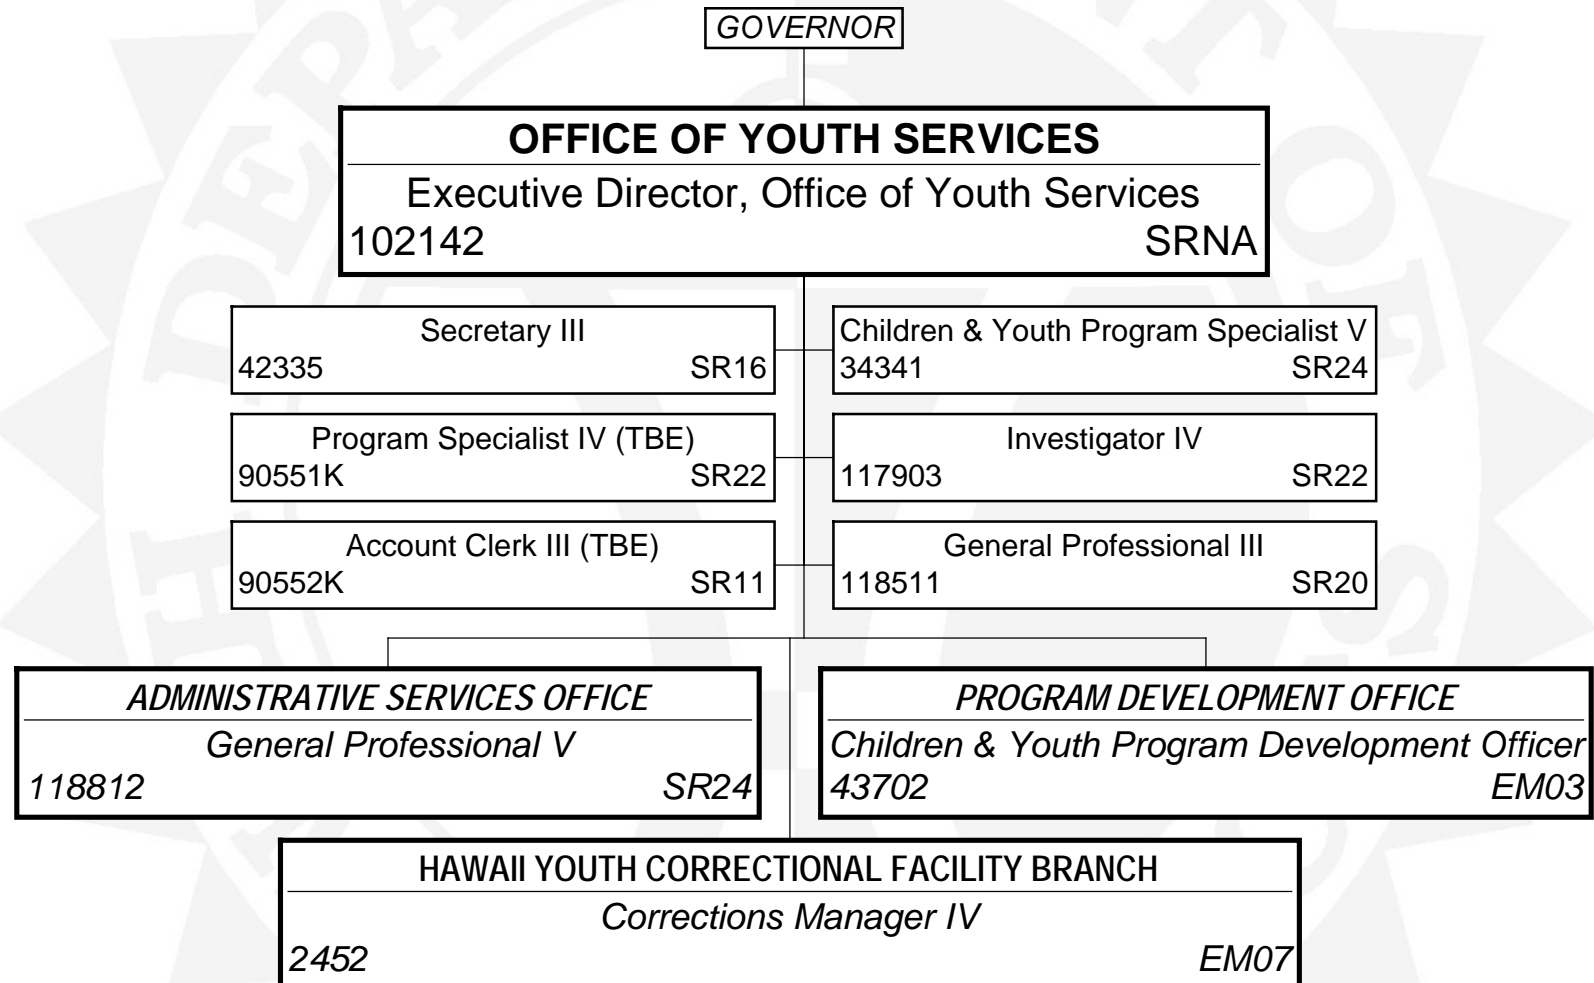 GOVERNOR
OFFICE OF YOUTH SERVICES
Executive Director, Office of Youth Services
102142 SRNA
Secretary III
42335 SR16
Children & Youth Program Specialist V
34341 SR24
Program Specialist IV (TBE)
90551K SR22
Investigator IV
117903 SR22
Account Clerk III (TBE)
90552K SR11
General Professional III
118511 SR20
ADMINISTRATIVE SERVICES OFFICE
General Professional V
118812 SR24
PROGRAM DEVELOPMENT OFFICE
Children & Youth Program Development Officer
43702 EM03
HAWAII YOUTH CORRECTIONAL FACILITY BRANCH
Corrections Manager IV
2452 EM07